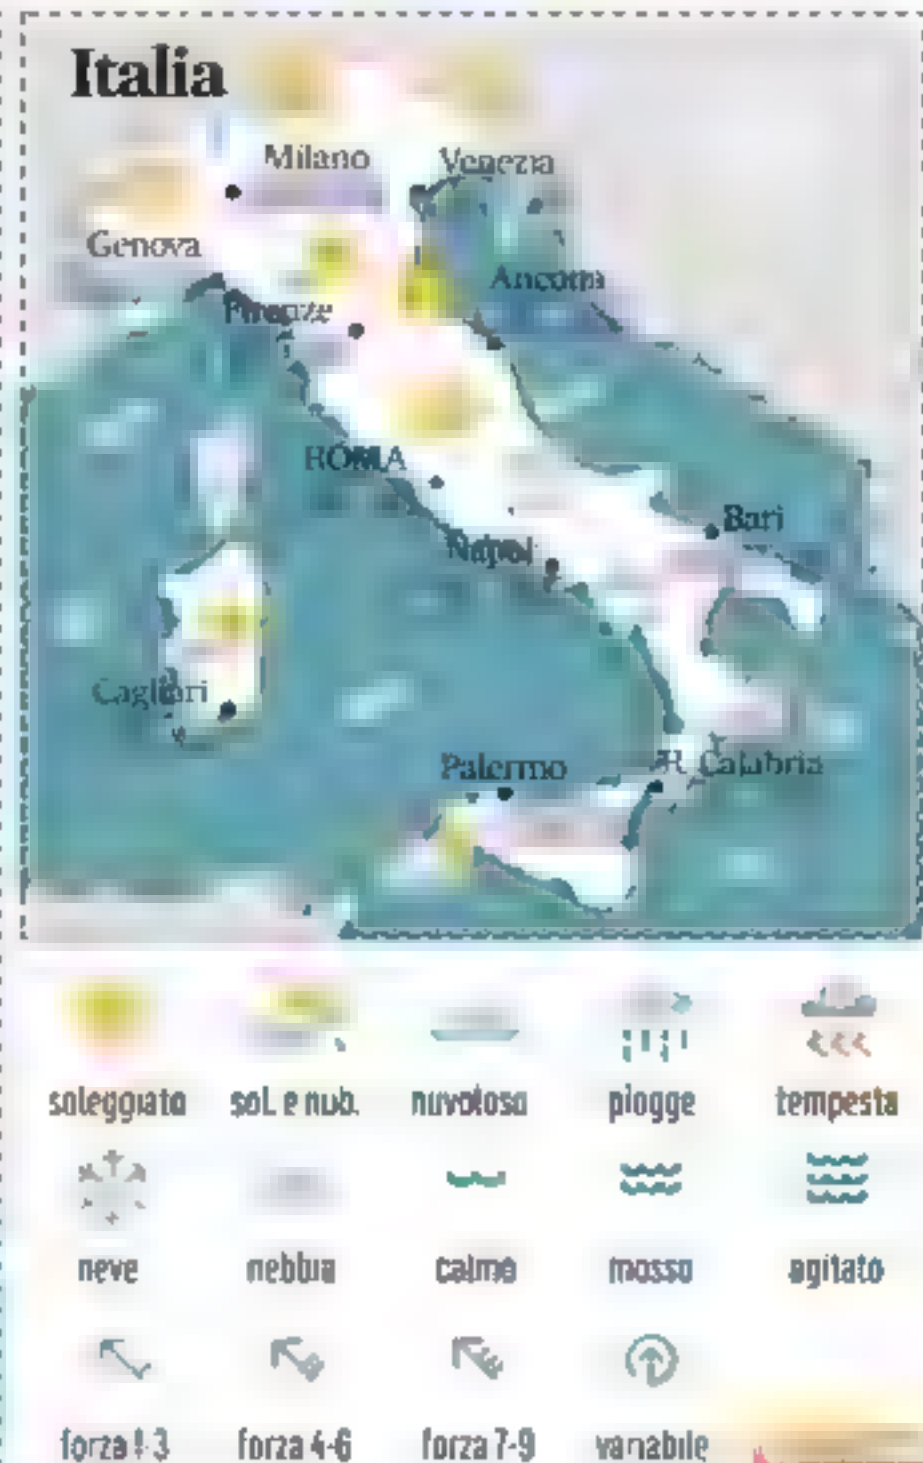 Italia
Milano
Venezia
Genova
Ancona
Firenze
ROMA
Bari
Napoli
Cagliari
Palermo
R. Calabria
soleggiato sol. e nub. nuvoloso piogge tempesta
neve nebbia calmo mosso agitato
forza 1-3 forza 4-6 forza 7-9 variabile